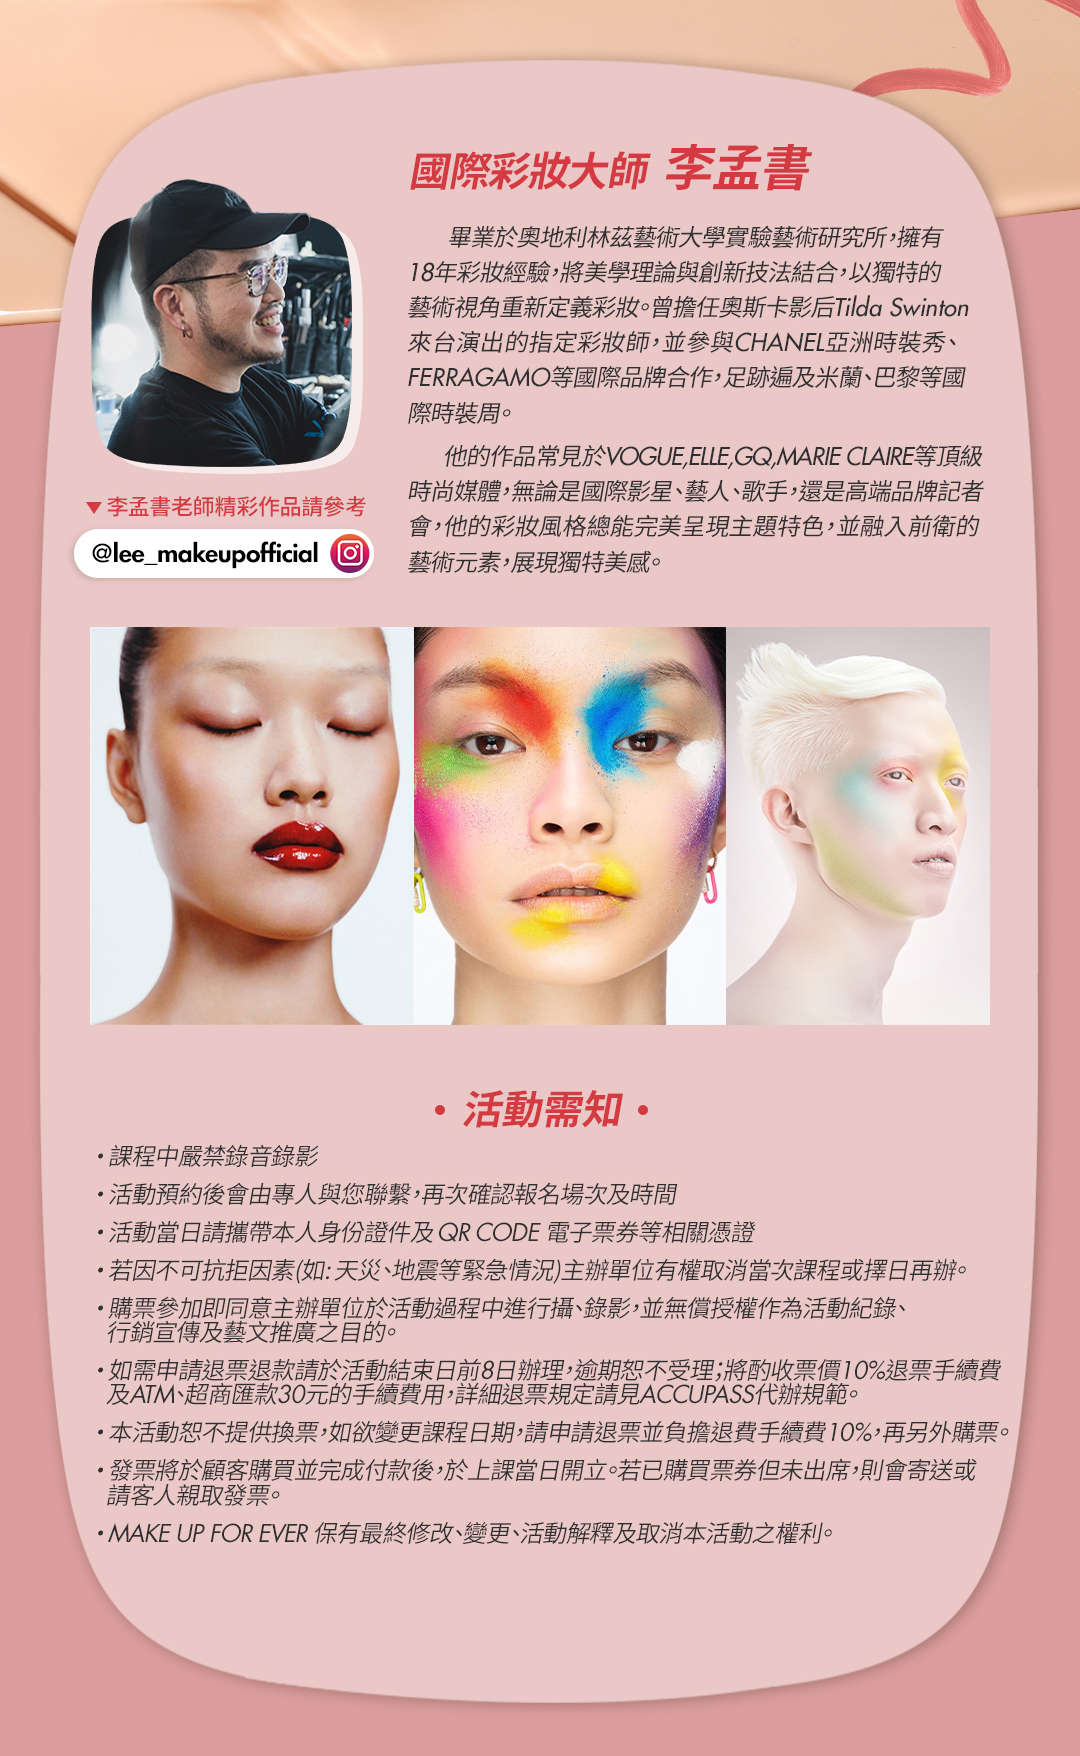 國際彩妝大師 李孟書
畢業於奧地利林茲藝術大學實驗藝術研究所，擁有
18年彩妝經驗，將美學理論與創新技法結合，以獨特的
藝術視角重新定義彩妝。曾擔任奧斯卡影后Tilda Swinton
來台演出的指定彩妝師，並參與CHANEL亞洲時裝秀、
FERRAGAMO等國際品牌合作，足跡遍及米蘭、巴黎等國
際時裝周。
他的作品常見於VOGUE,ELLE,GQ,MARIE CLAIRE等頂級
時尚媒體，無論是國際影星、藝人、歌手，還是高端品牌記者
會，他的彩妝風格總能完美呈現主題特色，並融入前衛的
藝術元素，展現獨特美感。
▼李孟書老師精彩作品請參考
@lee_makeupofficial
• 活動需知 •
•課程中嚴禁錄音錄影
•活動預約後會由專人與您聯繫，再次確認報名場次及時間
•活動當日請攜帶本人身份證件及 QR CODE 電子票券等相關憑證
•若因不可抗拒因素(如: 天災、地震等緊急情況)主辦單位有權取消當次課程或擇日再辦。
•購票參加即同意主辦單位於活動過程中進行攝、錄影，並無償授權作為活動紀錄、
行銷宣傳及藝文推廣之目的。
•如需申請退票退款請於活動結束日前8日辦理，逾期恕不受理；將酌收票價10%退票手續費
及ATM、超商匯款30元的手續費用，詳細退票規定請見ACCUPASS代辦規範。
•本活動恕不提供換票，如欲變更課程日期，請申請退票並負擔退費手續費10%，再另外購票。
•發票將於顧客購買並完成付款後，於上課當日開立。若已購買票券但未出席，則會寄送或
請客人親取發票。
•MAKE UP FOR EVER 保有最終修改、變更、活動解釋及取消本活動之權利。